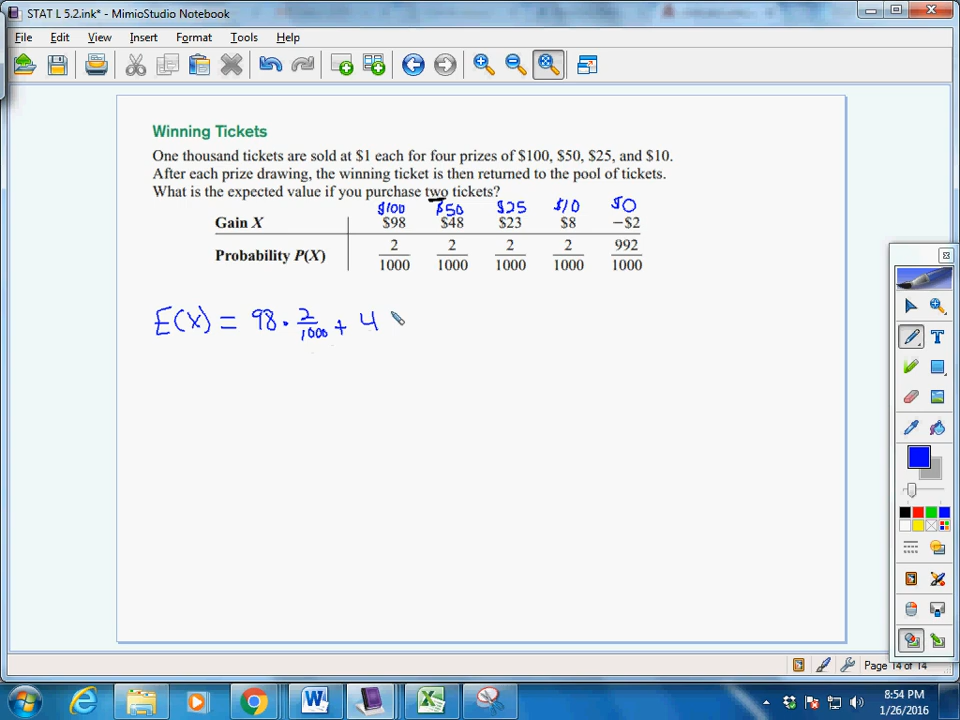 STAT L 5.2.ink* - MimioStudio Notebook
File Edit View Insert Format Tools Help
Winning Tickets
One thousand tickets are sold at $1 each for four prizes of $100, $50, $25, and $10.
After each prize drawing, the winning ticket is then returned to the pool of tickets.
What is the expected value if you purchase two tickets?
$100 $50 $25 $10 $0
Gain X $98 $48 $23 $8 −$2
Probability P(X) 2/1000 2/1000 2/1000 2/1000 992/1000
E(X) = 98 · 2/1000 + 4
T
Page 14 of 14
W
8:54 PM
1/26/2016